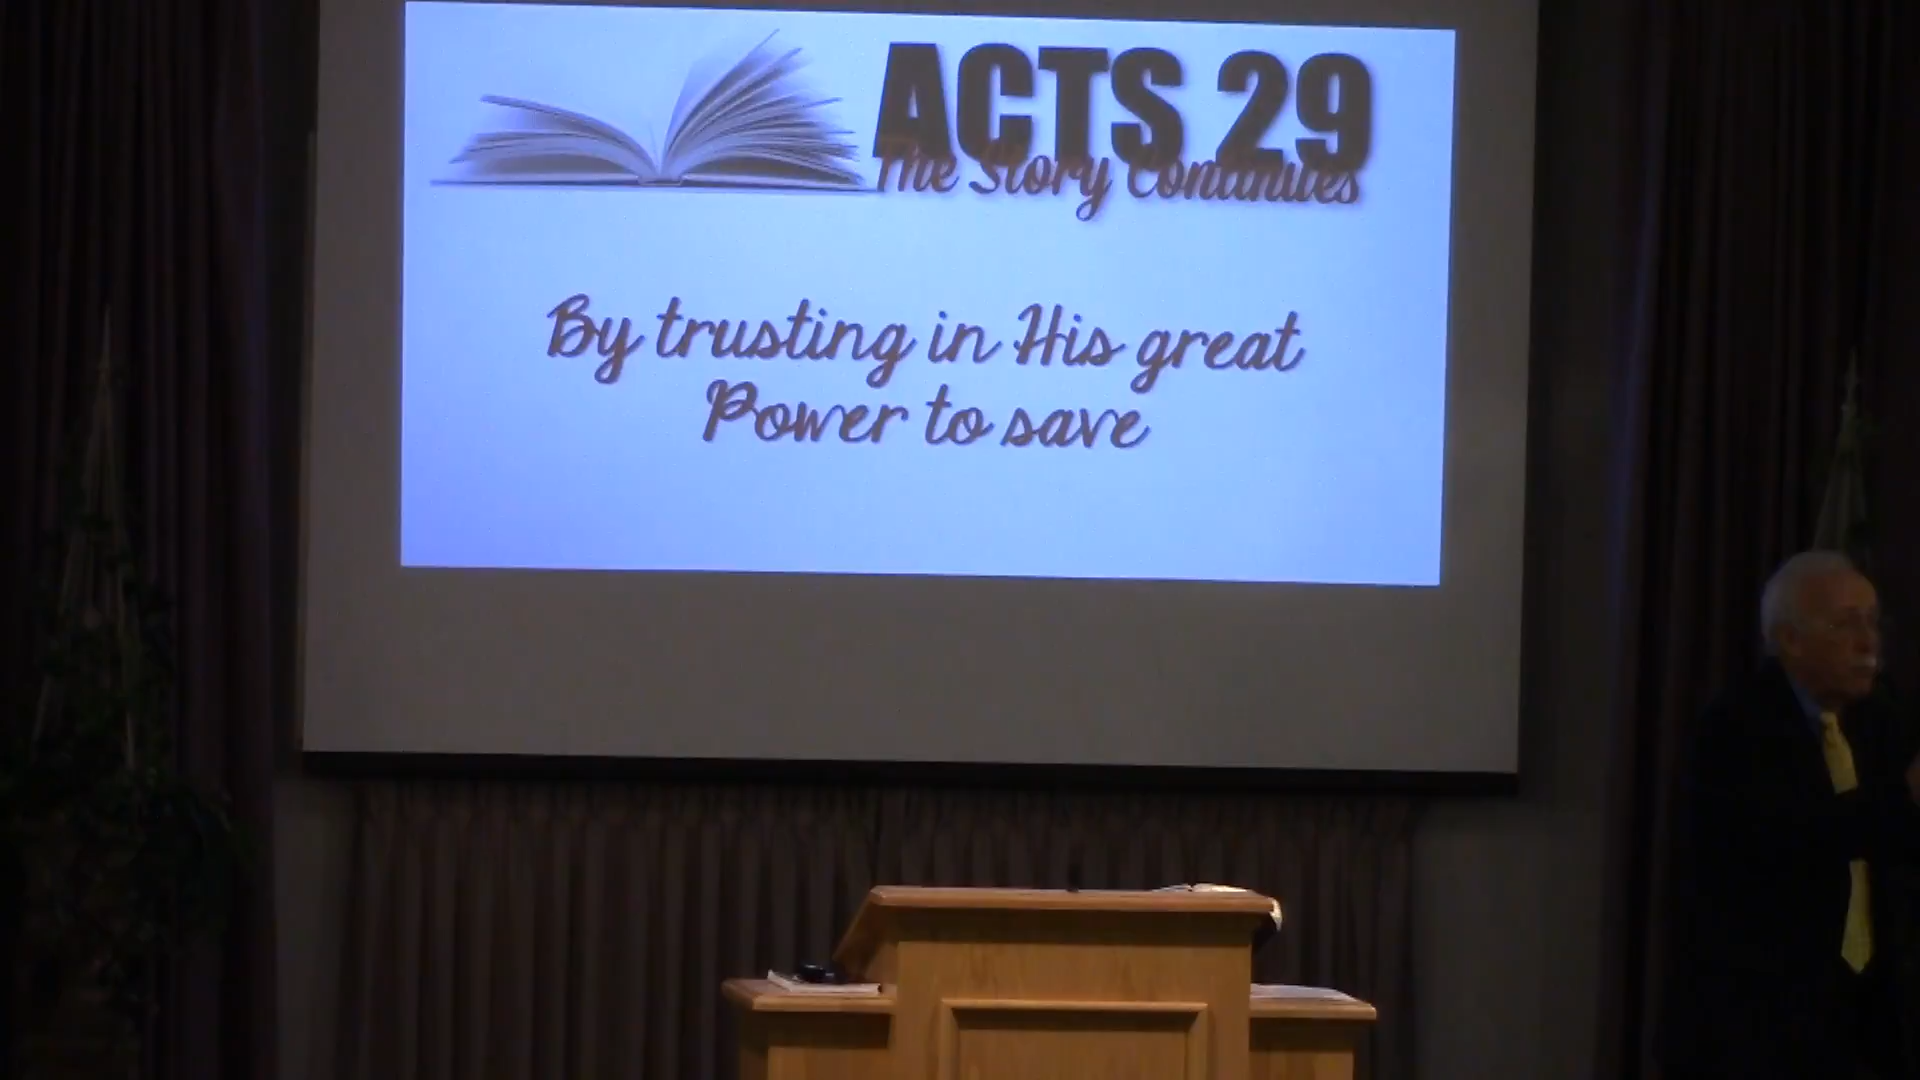 ACTS 29
The Story Continues
By trusting in His great
Power to save